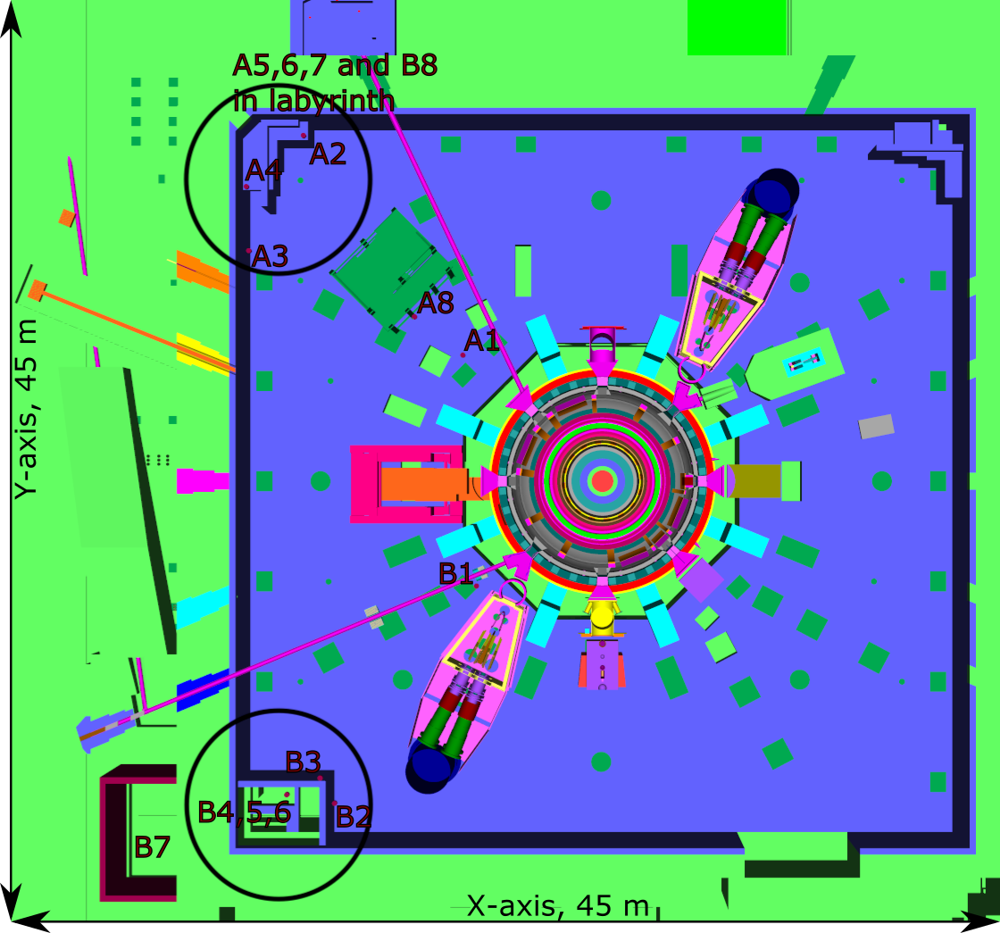 A5,6,7 and B8
in labyrinth
A2
A4
A3
A8
A1
Y-axis, 45 m
B1
B3
B4,5,6
B2
B7
X-axis, 45 m